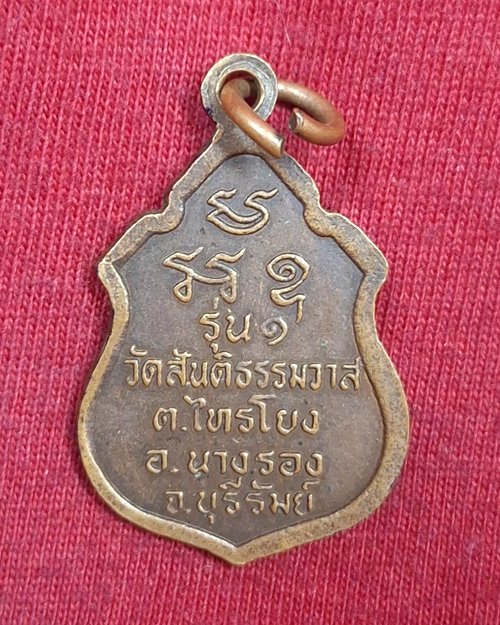 รุ่น ๑
วัดสันติธรรมวาส
ต.ไทรโยง
อ.นางรอง
จ.บุรีรัมย์